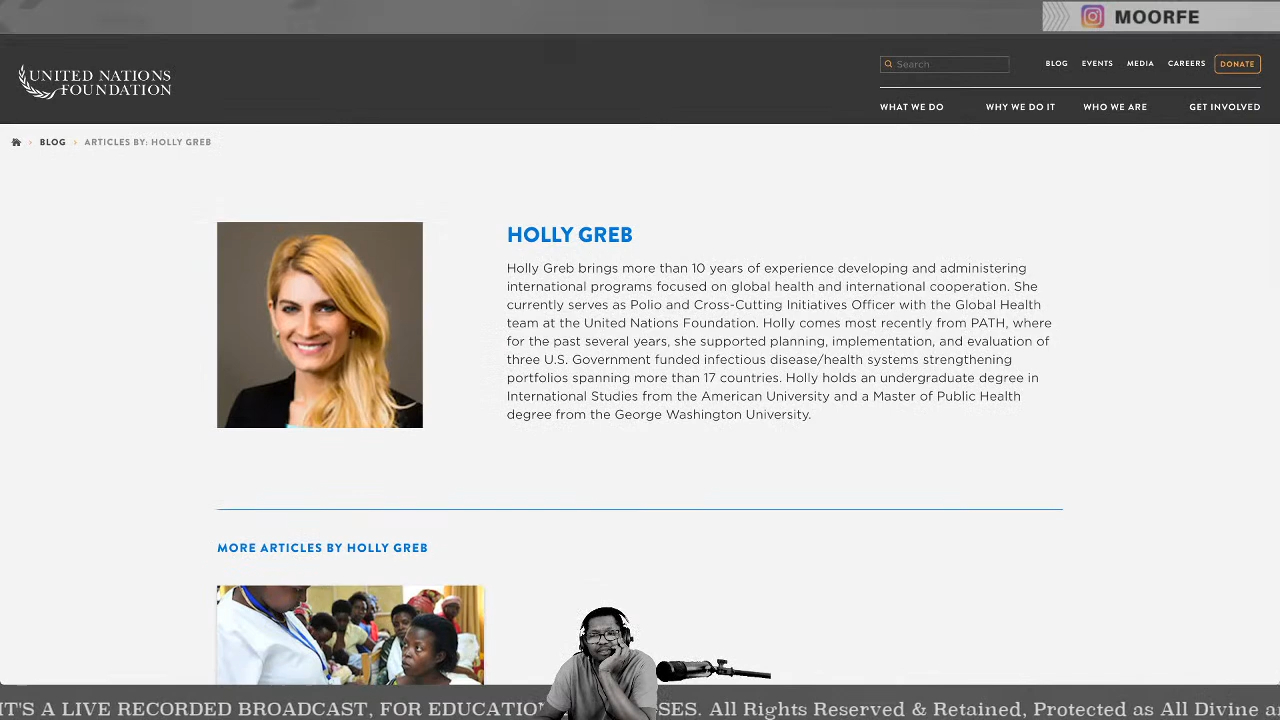 MOORFE
UNITED NATIONS
FOUNDATION
Search
BLOG EVENTS MEDIA CAREERS DONATE
WHAT WE DO WHY WE DO IT WHO WE ARE GET INVOLVED
BLOG › ARTICLES BY: HOLLY GREB
HOLLY GREB
Holly Greb brings more than 10 years of experience developing and administering
international programs focused on global health and international cooperation. She
currently serves as Polio and Cross-Cutting Initiatives Officer with the Global Health
team at the United Nations Foundation. Holly comes most recently from PATH, where
for the past several years, she supported planning, implementation, and evaluation of
three U.S. Government funded infectious disease/health systems strengthening
portfolios spanning more than 17 countries. Holly holds an undergraduate degree in
International Studies from the American University and a Master of Public Health
degree from the George Washington University.
MORE ARTICLES BY HOLLY GREB
IT'S A LIVE RECORDED BROADCAST, FOR EDUCATIO SES. All Rights Reserved & Retained, Protected as All Divine a